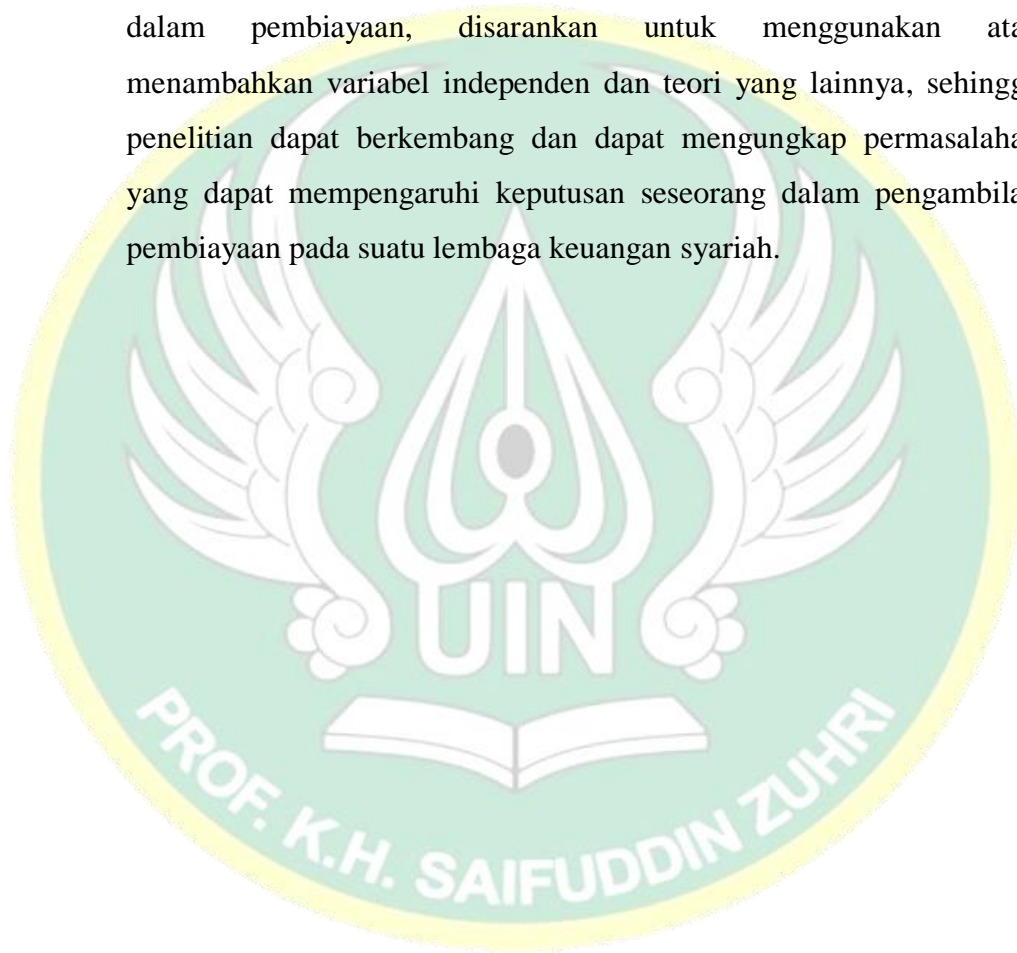 dalam pembiayaan, disarankan untuk menggunakan ata
menambahkan variabel independen dan teori yang lainnya, sehingg
penelitian dapat berkembang dan dapat mengungkap permasalaha
yang dapat mempengaruhi keputusan seseorang dalam pengambila
pembiayaan pada suatu lembaga keuangan syariah.
UIN
PROF. K.H. SAIFUDDIN ZUHRI